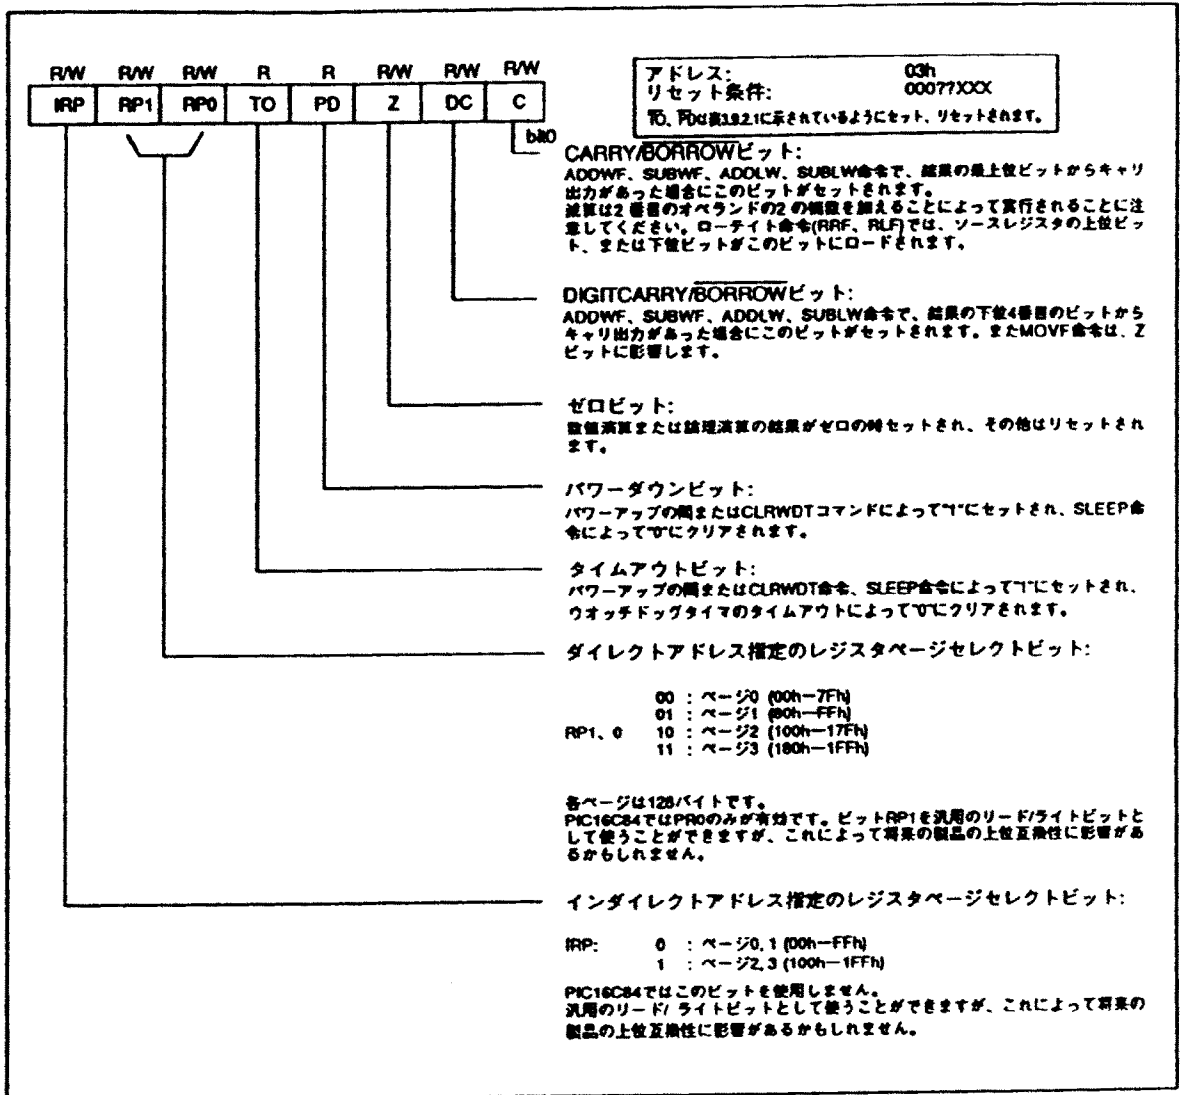 R/W R/W R/W R R R/W R/W R/W
IRP RP1 RP0 TO PD Z DC C
bit0
アドレス: 03h
リセット条件: 000??XXX
TO、PDは表3.9.2.1に示されているようにセット、リセットされます。
CARRY/BORROWビット:
ADDWF、SUBWF、ADDLW、SUBLW命令で、結果の最上位ビットからキャリ
出力があった場合にこのビットがセットされます。
減算は2 番目のオペランドの2 の補数を加えることによって実行されることに注
意してください。ローテイト命令(RRF、RLF)では、ソースレジスタの上位ビッ
ト、または下位ビットがこのビットにロードされます。
DIGITCARRY/BORROWビット:
ADDWF、SUBWF、ADDLW、SUBLW命令で、結果の下位4番目のビットから
キャリ出力があった場合にこのビットがセットされます。またMOVF命令は、Z
ビットに影響します。
ゼロビット:
数値演算または論理演算の結果がゼロの時セットされ、その他はリセットされ
ます。
パワーダウンビット:
パワーアップの間またはCLRWDTコマンドによって"1"にセットされ、SLEEP命
令によって"0"にクリアされます。
タイムアウトビット:
パワーアップの間またはCLRWDT命令、SLEEP命令によって"1"にセットされ、
ウオッチドッグタイマのタイムアウトによって"0"にクリアされます。
ダイレクトアドレス指定のレジスタページセレクトビット:
00 : ページ0 (00h—7Fh)
01 : ページ1 (80h—FFh)
RP1、0 10 : ページ2 (100h—17Fh)
11 : ページ3 (180h—1FFh)
各ページは128バイトです。
PIC16C84ではPR0のみが有効です。ビットRP1を汎用のリード/ライトビットと
して使うことができますが、これによって将来の製品の上位互換性に影響があ
るかもしれません。
インダイレクトアドレス指定のレジスタページセレクトビット:
IRP: 0 : ページ0, 1 (00h—FFh)
1 : ページ2, 3 (100h—1FFh)
PIC16C84ではこのビットを使用しません。
汎用のリード/ ライトビットとして使うことができますが、これによって将来の
製品の上位互換性に影響があるかもしれません。